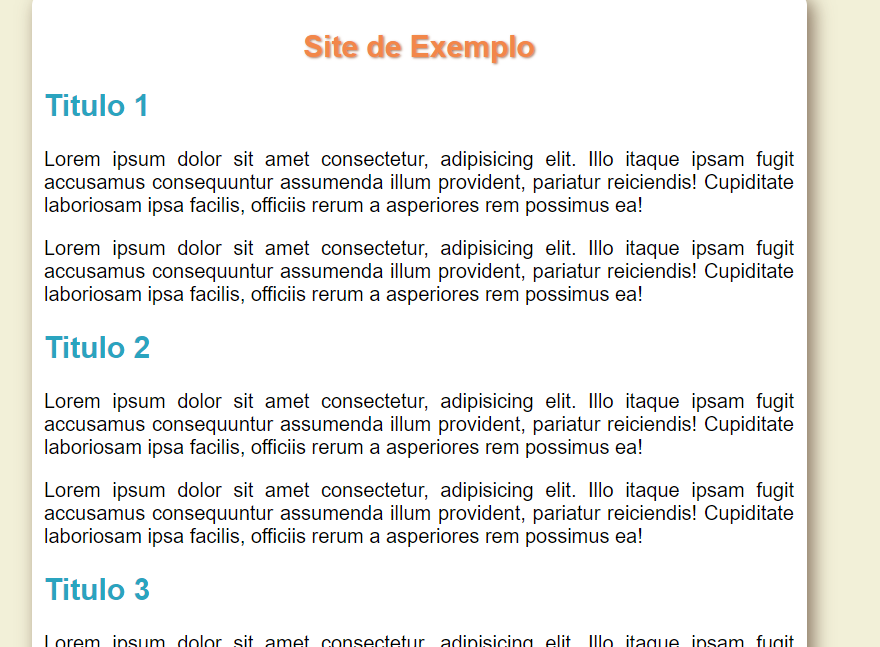 Site de Exemplo
Titulo 1
Lorem ipsum dolor sit amet consectetur, adipisicing elit. Illo itaque ipsam fugit
accusamus consequuntur assumenda illum provident, pariatur reiciendis! Cupiditate
laboriosam ipsa facilis, officiis rerum a asperiores rem possimus ea!
Lorem ipsum dolor sit amet consectetur, adipisicing elit. Illo itaque ipsam fugit
accusamus consequuntur assumenda illum provident, pariatur reiciendis! Cupiditate
laboriosam ipsa facilis, officiis rerum a asperiores rem possimus ea!
Titulo 2
Lorem ipsum dolor sit amet consectetur, adipisicing elit. Illo itaque ipsam fugit
accusamus consequuntur assumenda illum provident, pariatur reiciendis! Cupiditate
laboriosam ipsa facilis, officiis rerum a asperiores rem possimus ea!
Lorem ipsum dolor sit amet consectetur, adipisicing elit. Illo itaque ipsam fugit
accusamus consequuntur assumenda illum provident, pariatur reiciendis! Cupiditate
laboriosam ipsa facilis, officiis rerum a asperiores rem possimus ea!
Titulo 3
Lorem ipsum dolor sit amet consectetur, adipisicing elit. Illo itaque ipsam fugit